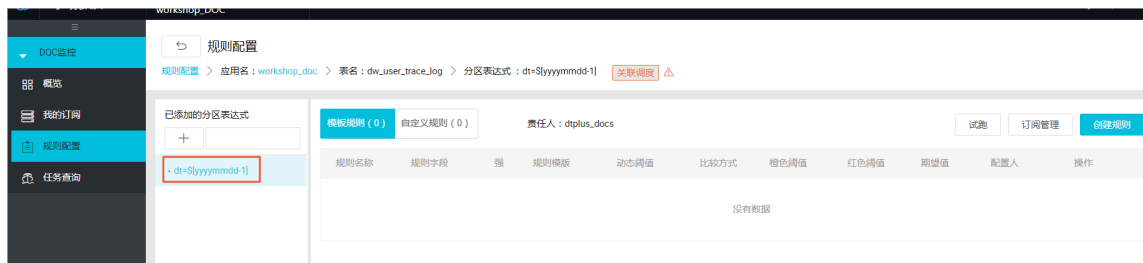 workshop_DOC
DQC监控
概览
我的订阅
规则配置
任务查询
规则配置
规则配置 > 应用名：workshop_doc > 表名：dw_user_trace_log > 分区表达式：dt=$[yyyymmdd-1] 关联调度
已添加的分区表达式
+
• dt=$[yyyymmdd-1]
模板规则 ( 0 ) 自定义规则 ( 0 ) 责任人：dtplus_docs 试跑 订阅管理 创建规则
规则名称 规则字段 强 规则模版 动态阈值 比较方式 橙色阈值 红色阈值 期望值 配置人 操作
没有数据